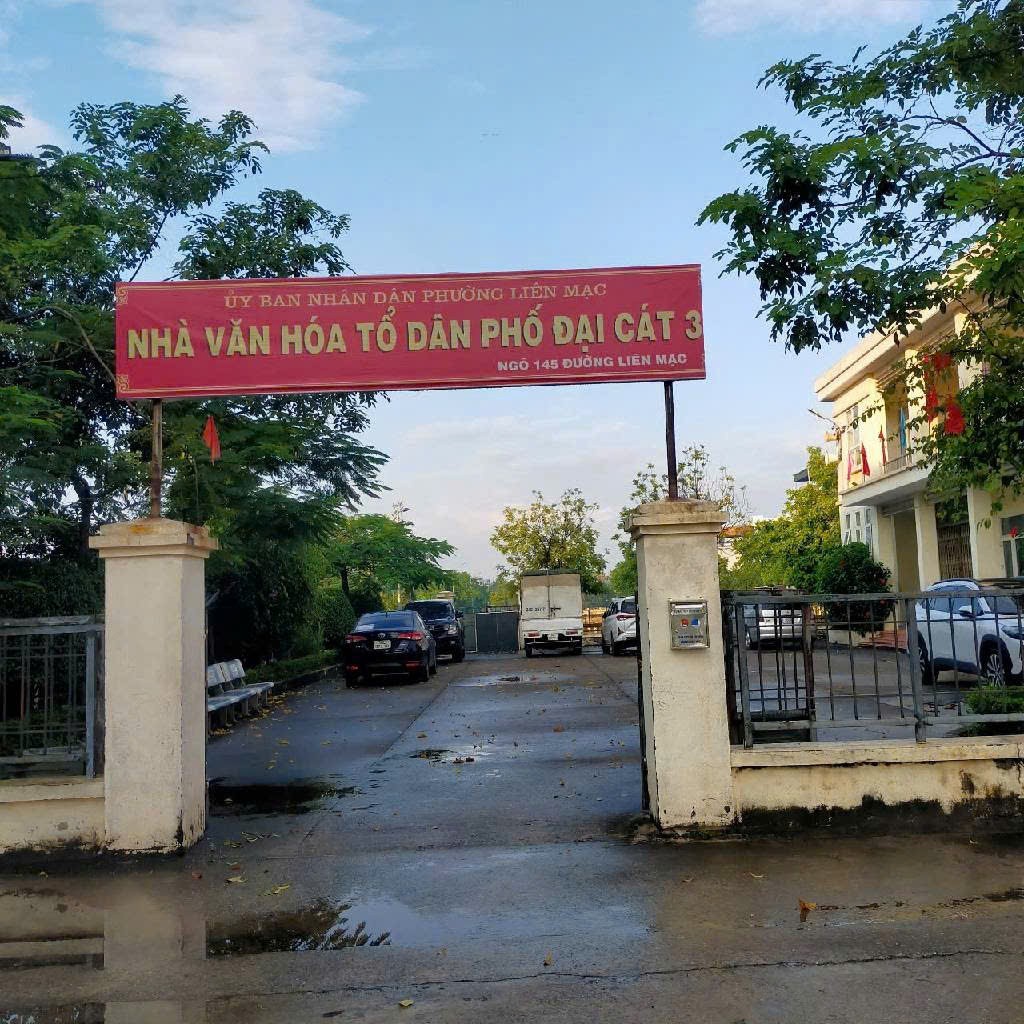 ỦY BAN NHÂN DÂN PHƯỜNG LIÊN MẠC
NHÀ VĂN HÓA TỔ DÂN PHỐ ĐẠI CÁT 3
NGÕ 145 ĐƯỜNG LIÊN MẠC